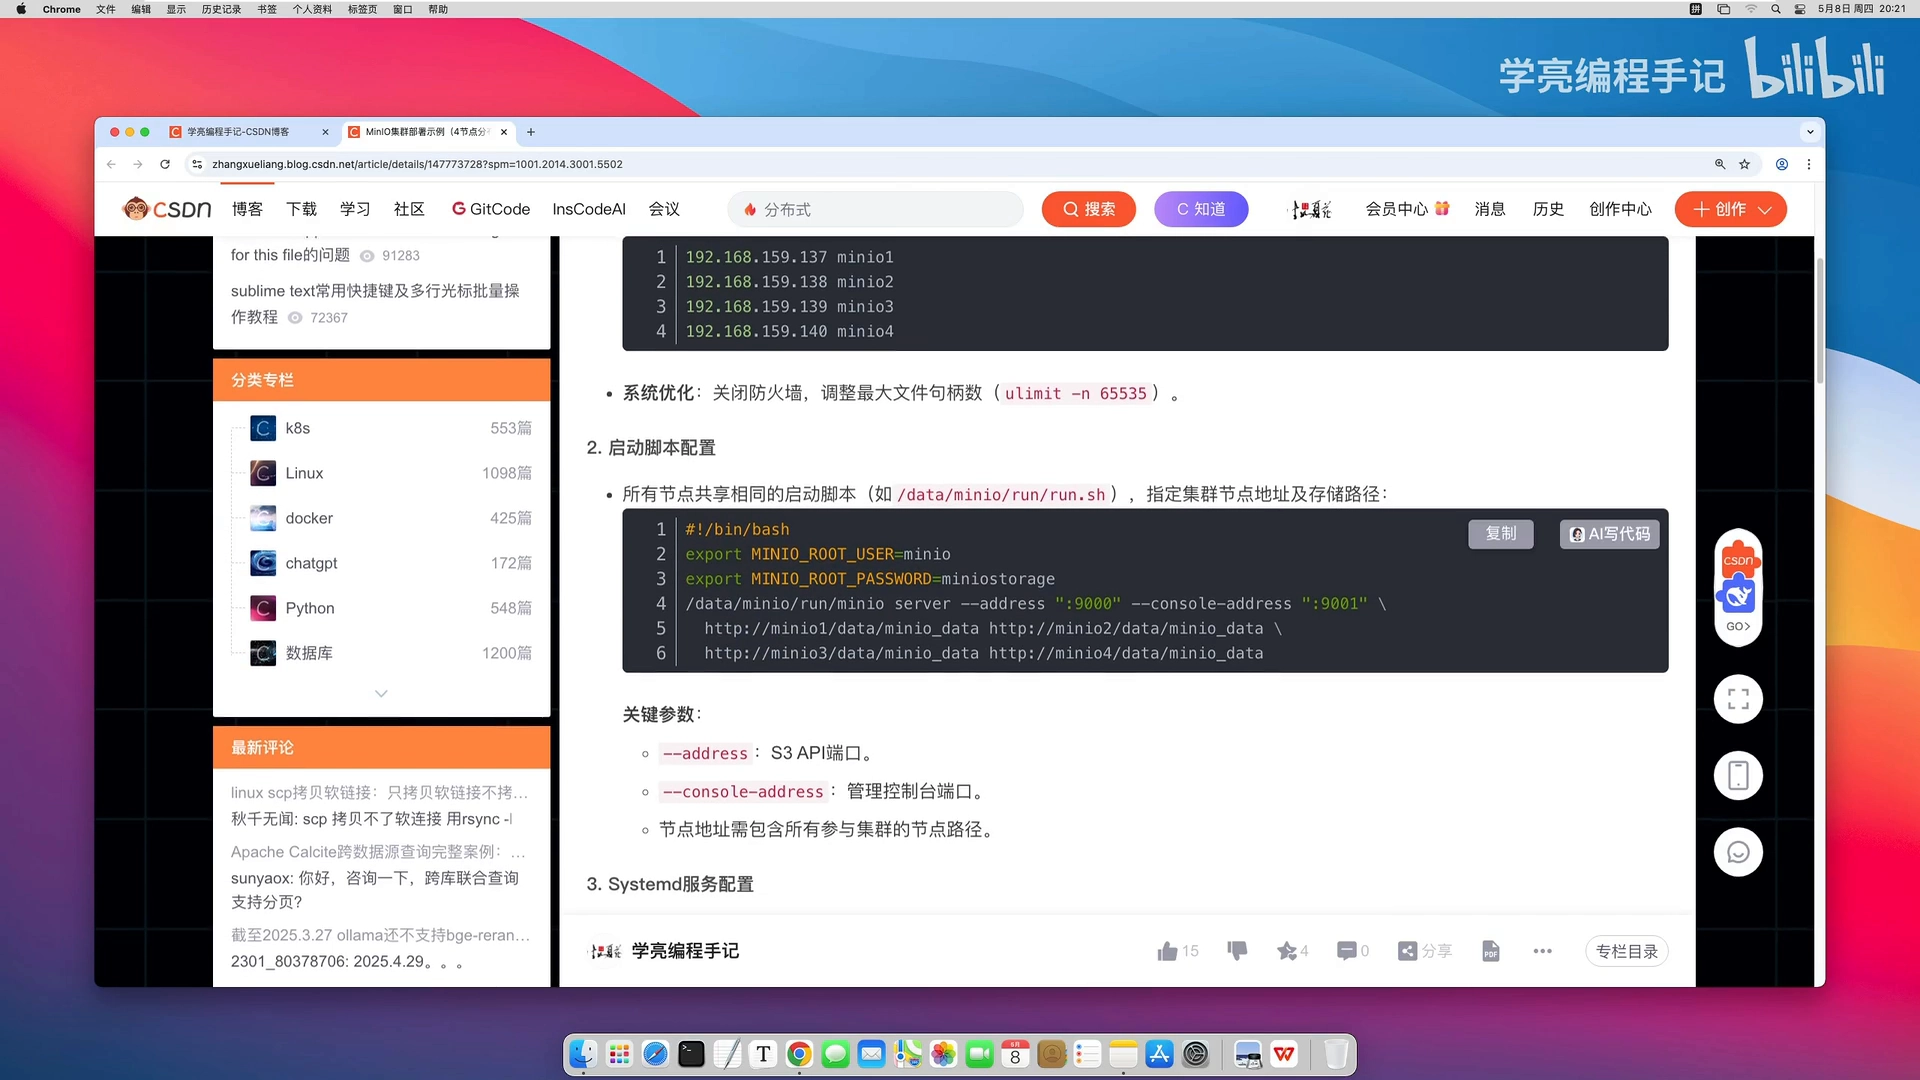 Chrome 文件 编辑 显示 历史记录 书签 个人资料 标签页 窗口 帮助
拼 5月8日 周四 20:21
学亮编程手记 bilibili
学亮编程手记-CSDN博客
MinIO集群部署示例（4节点分
zhangxueliang.blog.csdn.net/article/details/147773728?spm=1001.2014.3001.5502
CSDN 博客 下载 学习 社区 GitCode InsCodeAI 会议 分布式 搜索 C 知道 会员中心 消息 历史 创作中心 创作
for this file的问题 91283
sublime text常用快捷键及多行光标批量操
作教程 72367
分类专栏
k8s 553篇
Linux 1098篇
docker 425篇
chatgpt 172篇
Python 548篇
数据库 1200篇
最新评论
linux scp拷贝软链接：只拷贝软链接不拷…
秋千无闻: scp 拷贝不了软连接 用rsync -l
Apache Calcite跨数据源查询完整案例：…
sunyaox: 你好，咨询一下，跨库联合查询
支持分页?
截至2025.3.27 ollama还不支持bge-reran…
2301_80378706: 2025.4.29。。。
1 192.168.159.137 minio1
2 192.168.159.138 minio2
3 192.168.159.139 minio3
4 192.168.159.140 minio4
• 系统优化：关闭防火墙，调整最大文件句柄数（ulimit -n 65535）。
2. 启动脚本配置
• 所有节点共享相同的启动脚本（如 /data/minio/run/run.sh），指定集群节点地址及存储路径：
复制 AI写代码
1 #!/bin/bash
2 export MINIO_ROOT_USER=minio
3 export MINIO_ROOT_PASSWORD=miniostorage
4 /data/minio/run/minio server --address ":9000" --console-address ":9001" \
5 http://minio1/data/minio_data http://minio2/data/minio_data \
6 http://minio3/data/minio_data http://minio4/data/minio_data
关键参数：
--address：S3 API端口。
--console-address：管理控制台端口。
节点地址需包含所有参与集群的节点路径。
3. Systemd服务配置
学亮编程手记 15 4 0 分享 PDF 专栏目录
CSDN
GO>
5月
8